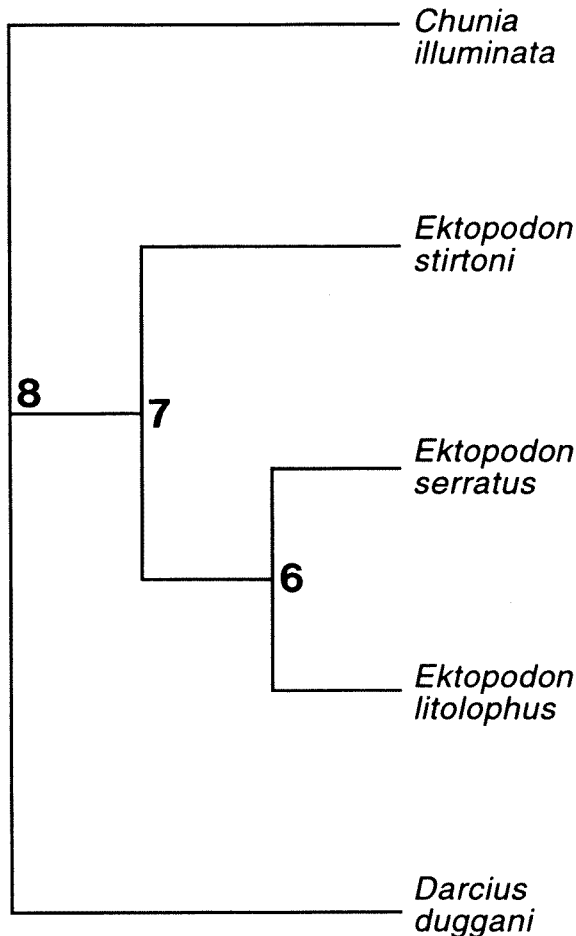 Chunia
illuminata
Ektopodon
stirtoni
8
7
Ektopodon
serratus
6
Ektopodon
litolophus
Darcius
duggani